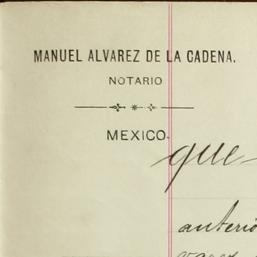 MANUEL ALVAREZ DE LA CADENA.
NOTARIO
MEXICO.
que
anterio